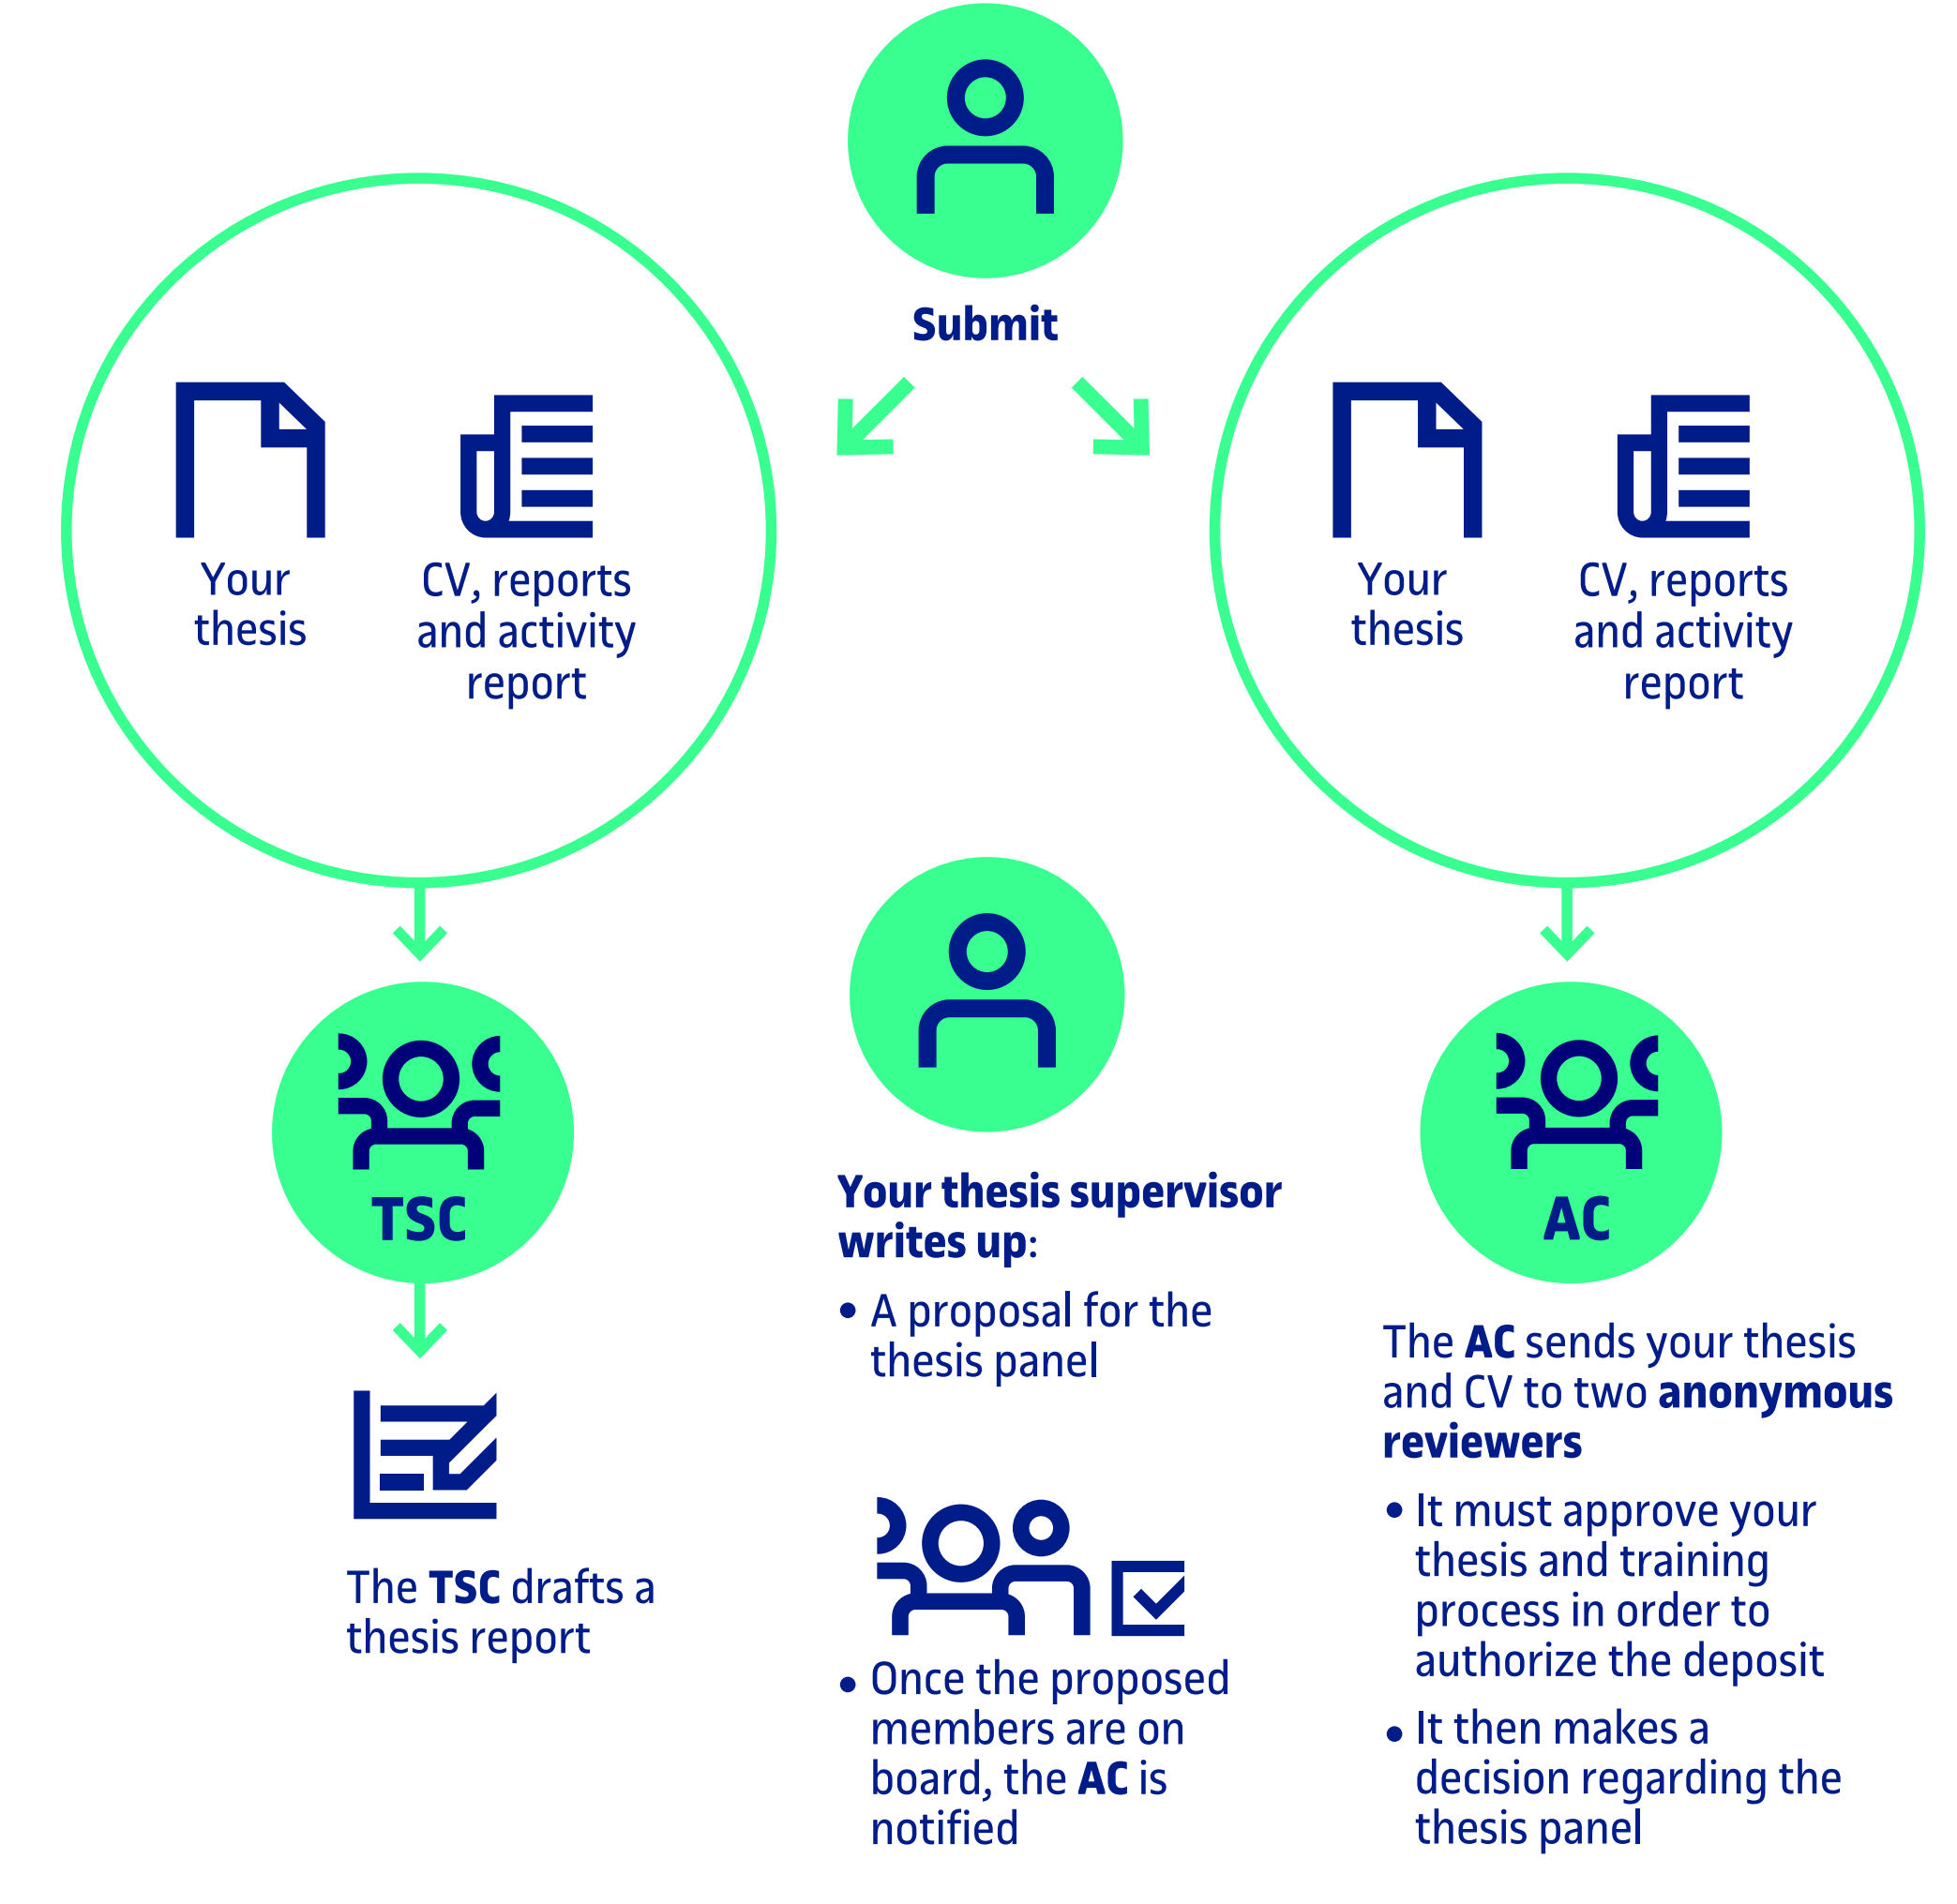 Submit
Your
thesis
CV, reports
and activity
report
Your
thesis
CV, reports
and activity
report
TSC
The TSC drafts a
thesis report
Your thesis supervisor
writes up:
• A proposal for the
thesis panel
• Once the proposed
members are on
board, the AC is
notified
AC
The AC sends your thesis
and CV to two anonymous
reviewers
• It must approve your
thesis and training
process in order to
authorize the deposit
• It then makes a
decision regarding the
thesis panel